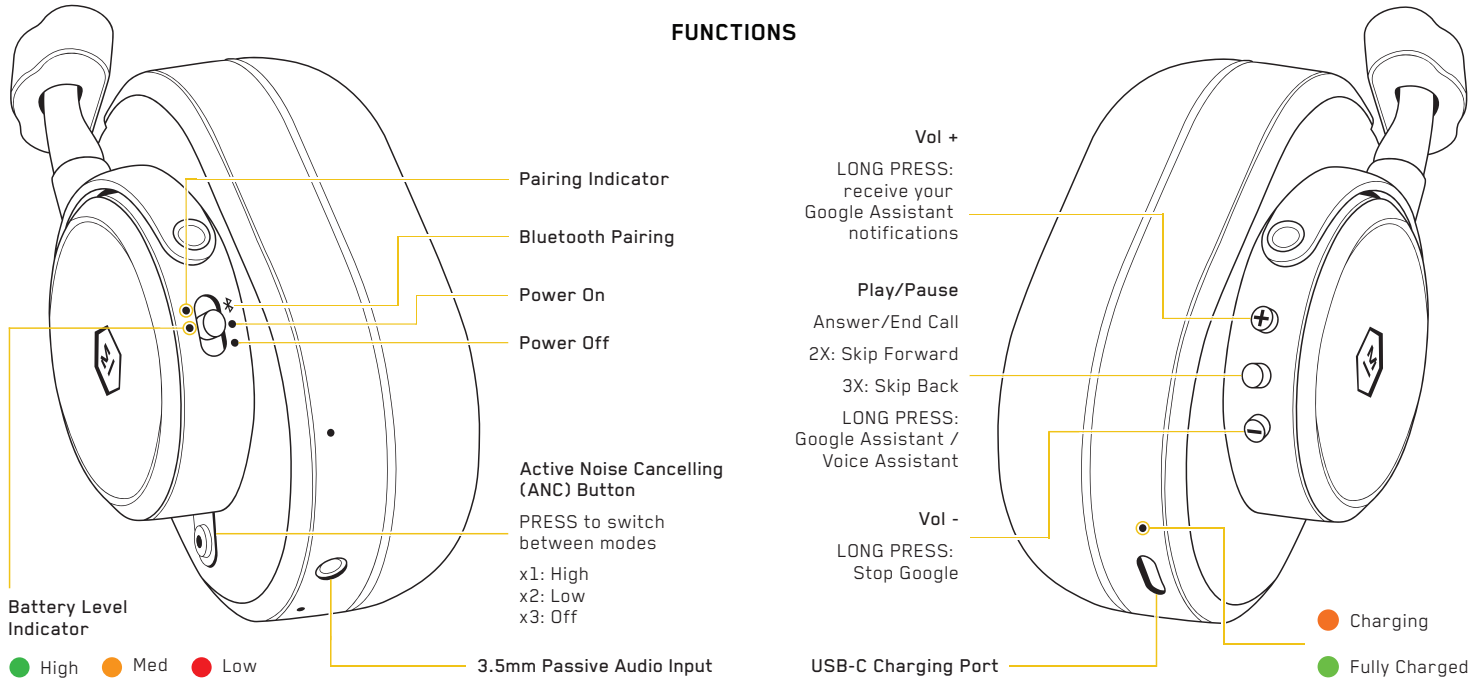 FUNCTIONS
Pairing Indicator
Bluetooth Pairing
Power On
Power Off
Active Noise Cancelling
(ANC) Button
PRESS to switch
between modes
x1: High
x2: Low
x3: Off
Battery Level
Indicator
High Med Low
3.5mm Passive Audio Input
Vol +
LONG PRESS:
receive your
Google Assistant
notifications
Play/Pause
Answer/End Call
2X: Skip Forward
3X: Skip Back
LONG PRESS:
Google Assistant /
Voice Assistant
Vol -
LONG PRESS:
Stop Google
USB-C Charging Port
Charging
Fully Charged